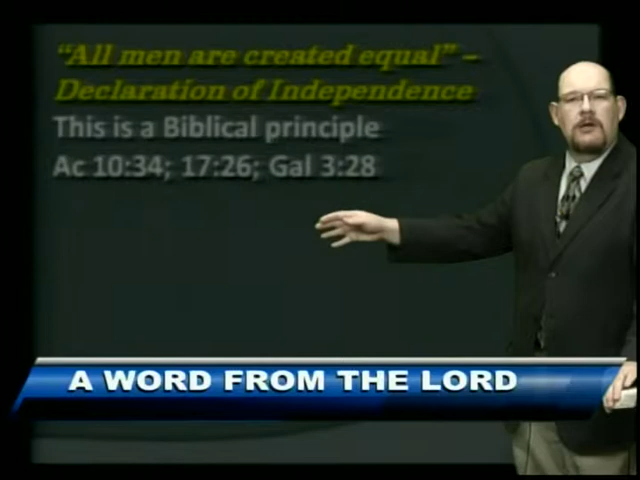 "All men are created equal" –
Declaration of Independence
This is a Biblical principle
Ac 10:34; 17:26; Gal 3:28
A WORD FROM THE LORD